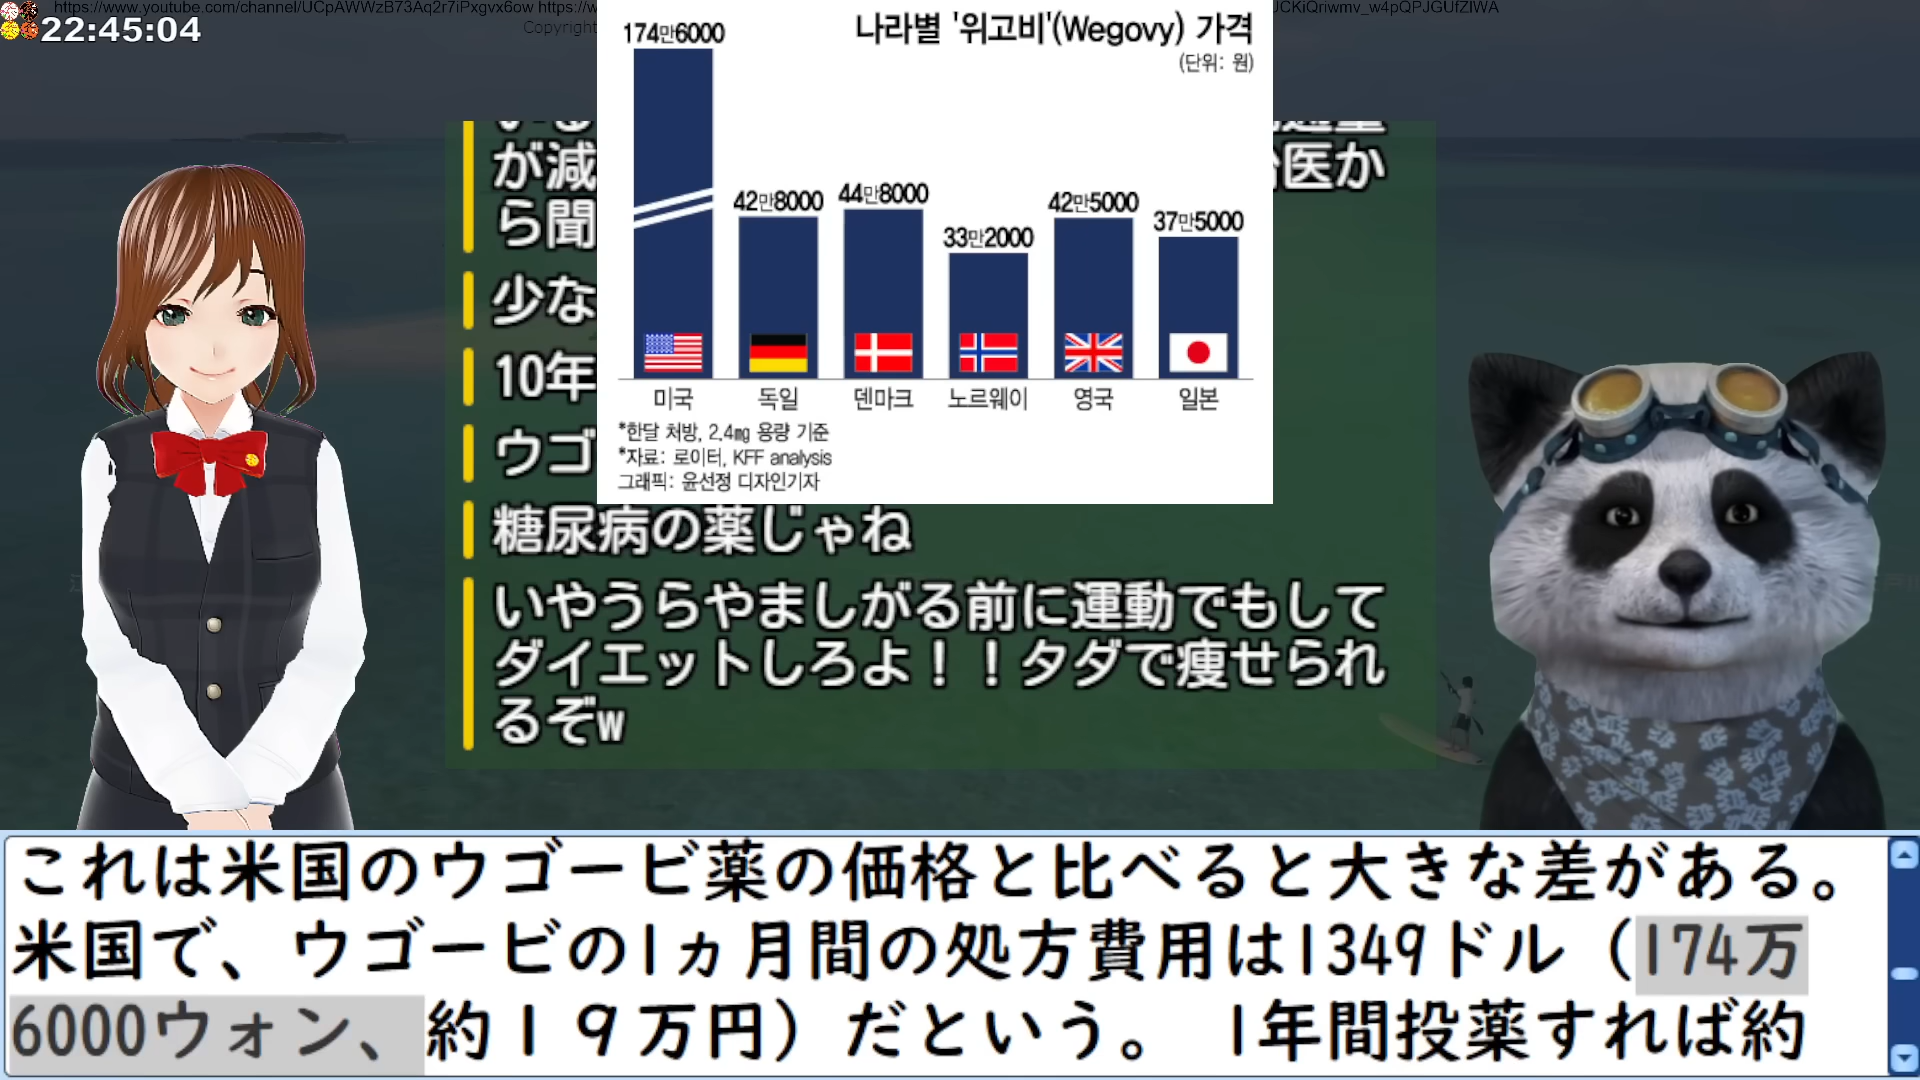 https://www.youtube.com/channel/UCpAWWzB73Aq2r7iPxgvx6ow https://w
JCKiQriwmv_w4pQPJGUfZIWA
22:45:04
Copyright
나라별 '위고비'(Wegovy) 가격
(단위: 원)
174만6000
42만8000
44만8000
33만2000
42만5000
37만5000
미국
독일
덴마크
노르웨이
영국
일본
*한달 처방, 2.4㎎ 용량 기준
*자료: 로이터, KFF analysis
그래픽: 윤선정 디자인기자
が減
医か
ら聞
少な
10年
ウゴ
糖尿病の薬じゃね
いやうらやましがる前に運動でもして
ダイエットしろよ！！タダで痩せられ
るぞw
これは米国のウゴービ薬の価格と比べると大きな差がある。
米国で、ウゴービの1ヵ月間の処方費用は1349ドル（174万
6000ウォン、約１９万円）だという。 1年間投薬すれば約